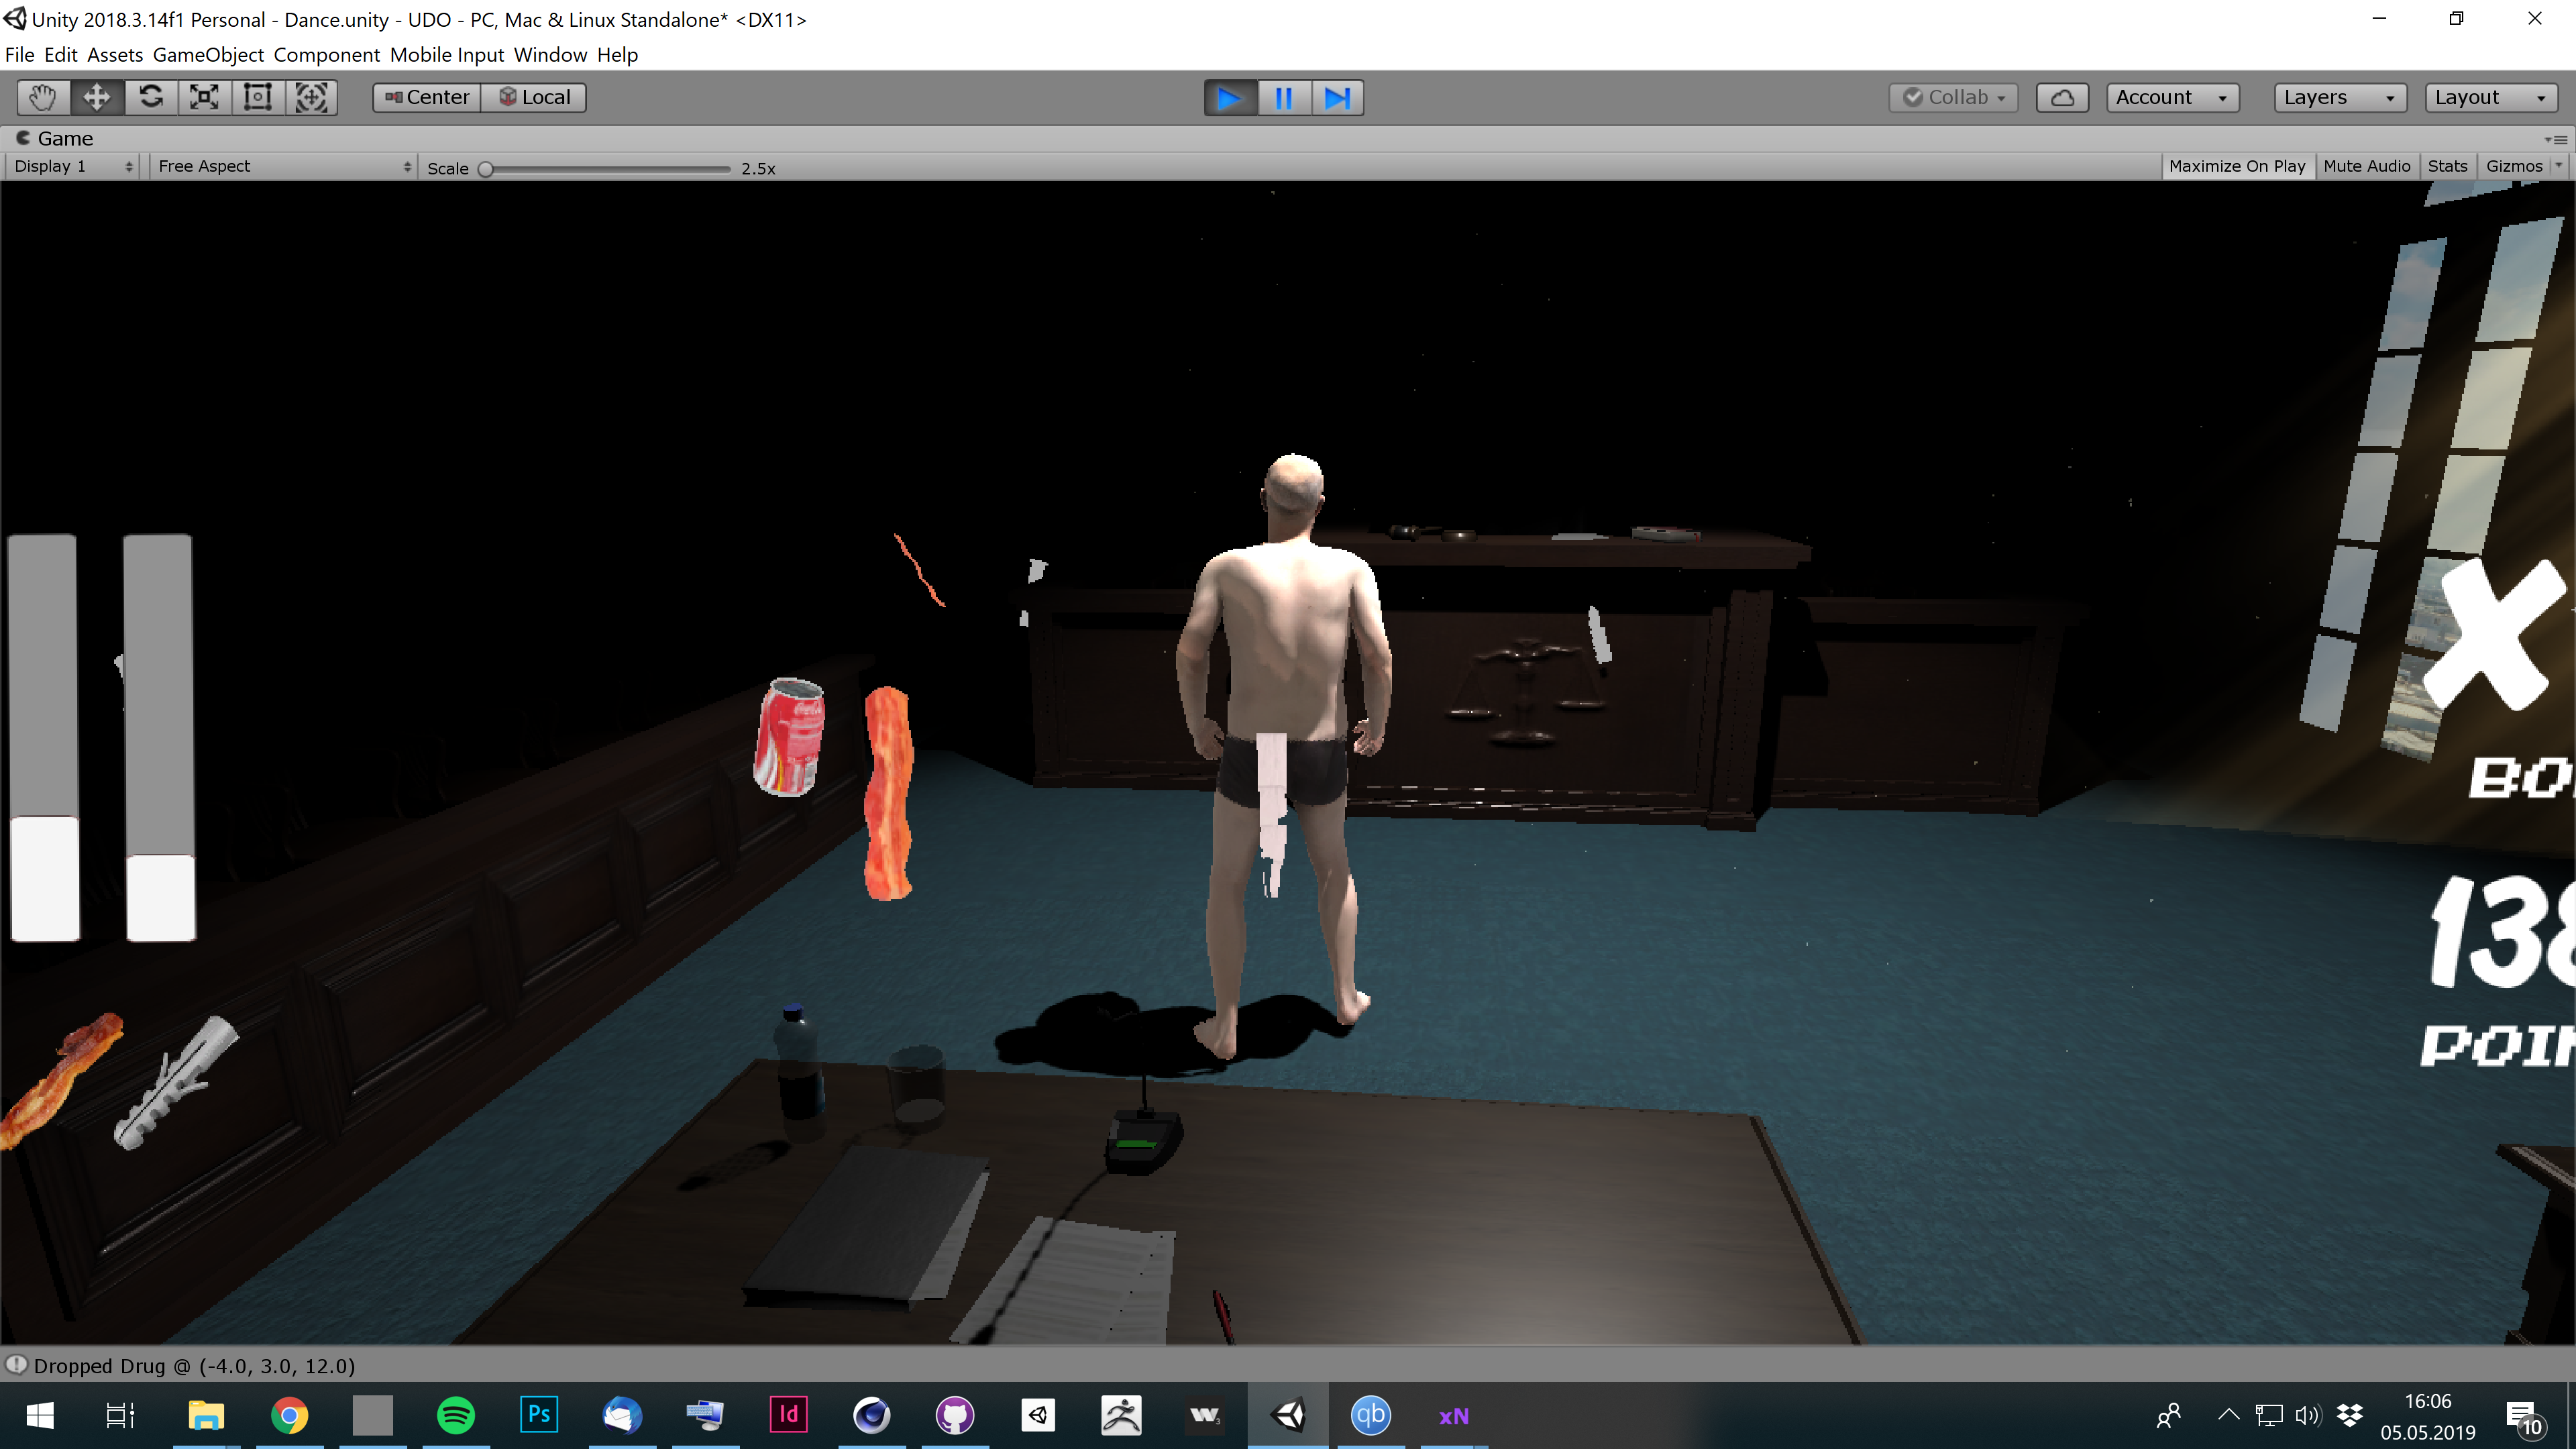 Unity 2018.3.14f1 Personal - Dance.unity - UDO - PC, Mac & Linux Standalone* <DX11>
File Edit Assets GameObject Component Mobile Input Window Help
Center Local Collab Account Layers Layout
Game
Display 1 Free Aspect Scale 2.5x Maximize On Play Mute Audio Stats Gizmos
X
BO
138
POIN
Dropped Drug @ (-4.0, 3.0, 12.0)
Ps Id W3 qb xN
16:06
05.05.2019
10